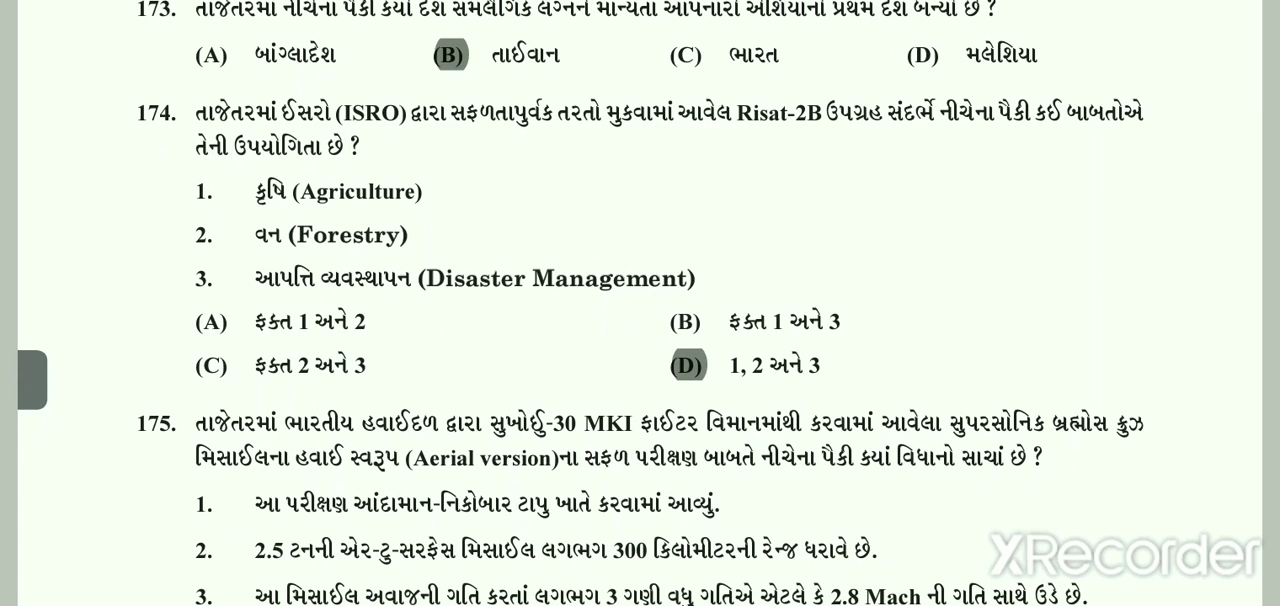 173. તાજેતરમાં નીચેના પૈકી કયો દેશ સમલૈંગિક લગ્નને માન્યતા આપનારો એશિયાનો પ્રથમ દેશ બન્યો છે ?
(A) બાંગ્લાદેશ (B) તાઈવાન (C) ભારત (D) મલેશિયા
174. તાજેતરમાં ઈસરો (ISRO) દ્વારા સફળતાપુર્વક તરતો મુકવામાં આવેલ Risat-2B ઉપગ્રહ સંદર્ભે નીચેના પૈકી કઈ બાબતોએ
તેની ઉપયોગિતા છે ?
1. કૃષિ (Agriculture)
2. વન (Forestry)
3. આપત્તિ વ્યવસ્થાપન (Disaster Management)
(A) ફક્ત 1 અને 2 (B) ફક્ત 1 અને 3
(C) ફક્ત 2 અને 3 (D) 1, 2 અને 3
175. તાજેતરમાં ભારતીય હવાઈદળ દ્વારા સુખોઈ-30 MKI ફાઈટર વિમાનમાંથી કરવામાં આવેલા સુપરસોનિક બ્રહ્મોસ ક્રુઝ
મિસાઈલના હવાઈ સ્વરૂપ (Aerial version)ના સફળ પરીક્ષણ બાબતે નીચેના પૈકી કયાં વિધાનો સાચાં છે ?
1. આ પરીક્ષણ આંદામાન-નિકોબાર ટાપુ ખાતે કરવામાં આવ્યું.
2. 2.5 ટનની એર-ટુ-સરફેસ મિસાઈલ લગભગ 300 કિલોમીટરની રેન્જ ધરાવે છે.
3. આ મિસાઈલ અવાજની ગતિ કરતાં લગભગ 3 ગણી વધુ ગતિએ એટલે કે 2.8 Mach ની ગતિ સાથે ઉડે છે.
XRecorder